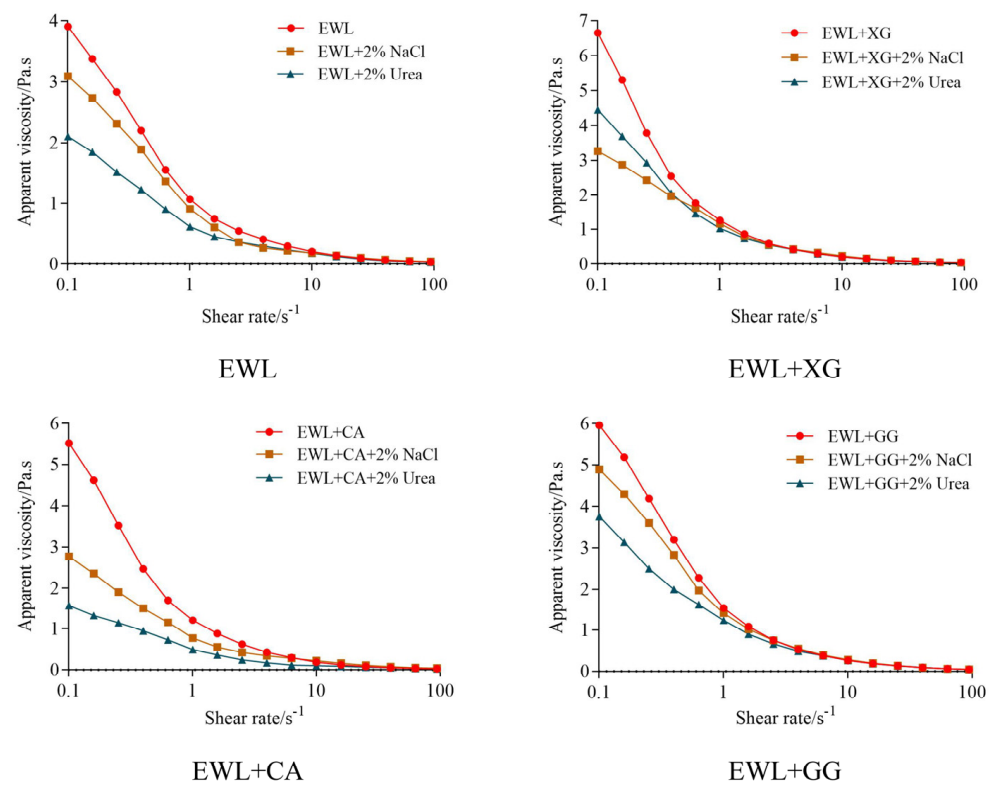 4
3
2
1
0
0.1
1
10
100
Apparent viscosity/Pa.s
Shear rate/s-1
EWL
EWL+2% NaCl
EWL+2% Urea
EWL
7
6
5
4
3
2
1
0
0.1
1
10
100
Apparent viscosity/Pa.s
Shear rate/s-1
EWL+XG
EWL+XG+2% NaCl
EWL+XG+2% Urea
EWL+XG
6
5
4
3
2
1
0
0.1
1
10
100
Apparent viscosity/Pa.s
Shear rate/s-1
EWL+CA
EWL+CA+2% NaCl
EWL+CA+2% Urea
EWL+CA
6
5
4
3
2
1
0
0.1
1
10
100
Apparent viscosity/Pa.s
Shear rate/s-1
EWL+GG
EWL+GG+2% NaCl
EWL+GG+2% Urea
EWL+GG